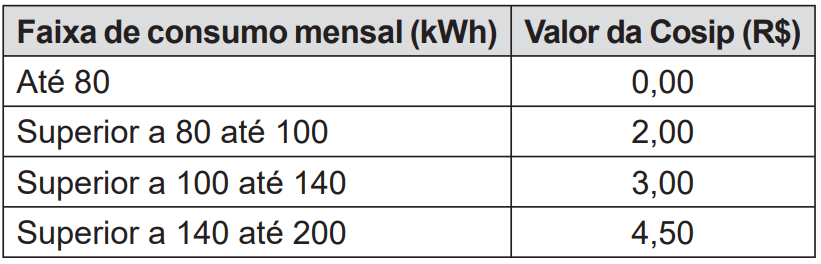 Faixa de consumo mensal (kWh) Valor da Cosip (R$)
Até 80 0,00
Superior a 80 até 100 2,00
Superior a 100 até 140 3,00
Superior a 140 até 200 4,50